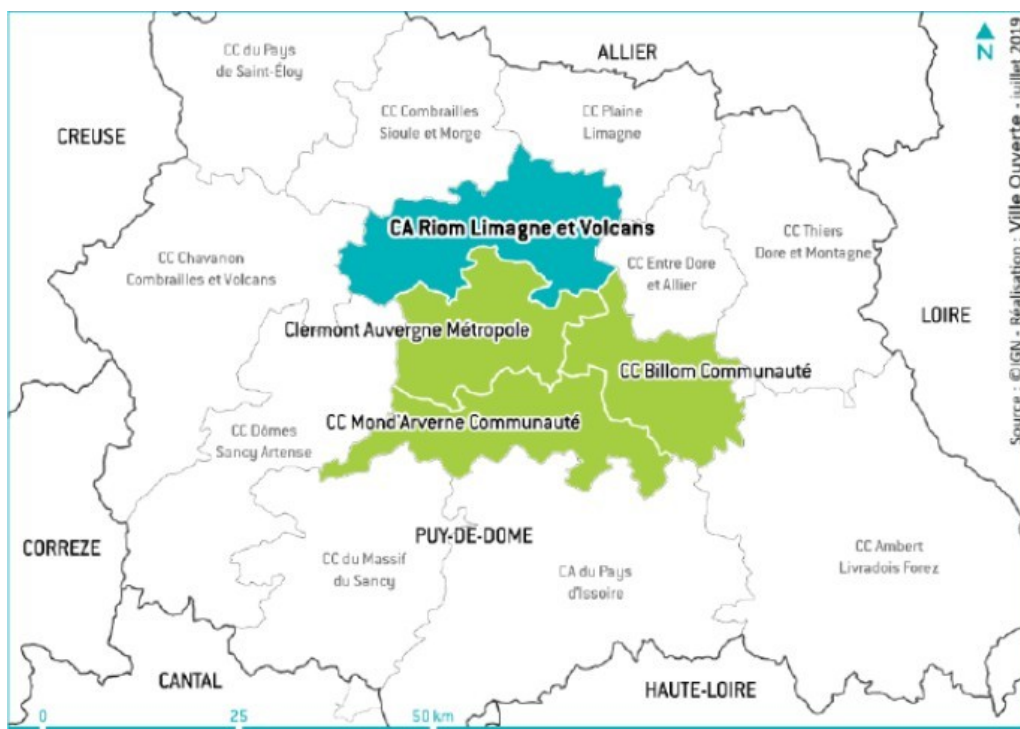 ALLIER
N
CC du Pays
de Saint-Éloy
CC Combrailles
Sioule et Morge
CC Plaine
Limagne
CREUSE
CA Riom Limagne et Volcans
CC Thiers
Dore et Montagne
CC Chavanon
Combrailles et Volcans
CC Entre Dore
et Allier
LOIRE
Clermont Auvergne Métropole
CC Billom Communauté
CC Mond'Arverne Communauté
CC Dômes
Sancy Artense
PUY-DE-DOME
CORREZE
CC du Massif
du Sancy
CA du Pays
d'Issoire
CC Ambert
Livradois Forez
CANTAL
HAUTE-LOIRE
0 25 50 km
Source : ©IGN - Réalisation : Ville Ouverte - juillet 2019